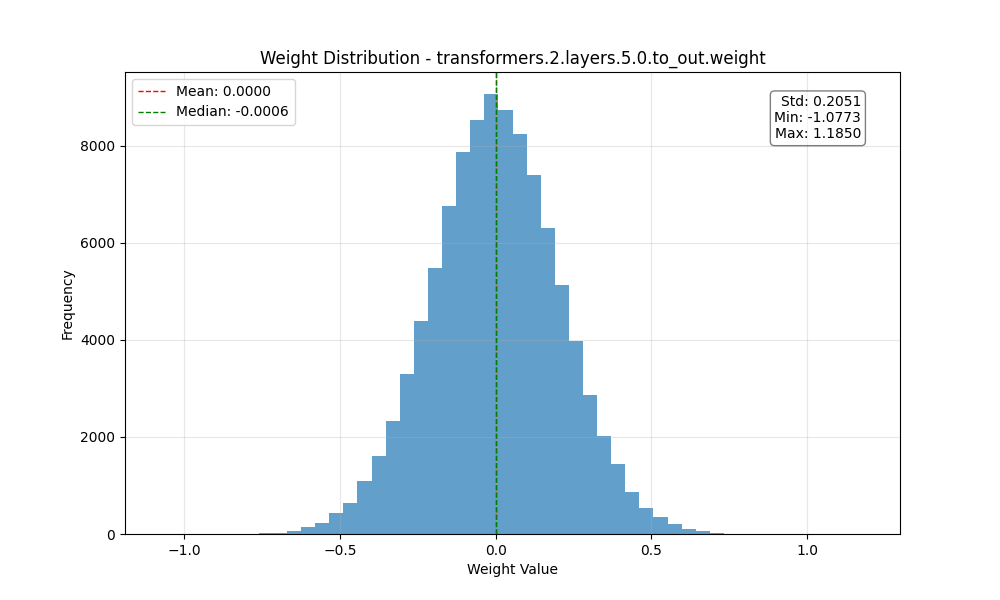 Weight Distribution - transformers.2.layers.5.0.to_out.weight
Mean: 0.0000
Median: -0.0006
Std: 0.2051
Min: -1.0773
Max: 1.1850
Frequency
8000
6000
4000
2000
0
−1.0
−0.5
0.0
0.5
1.0
Weight Value